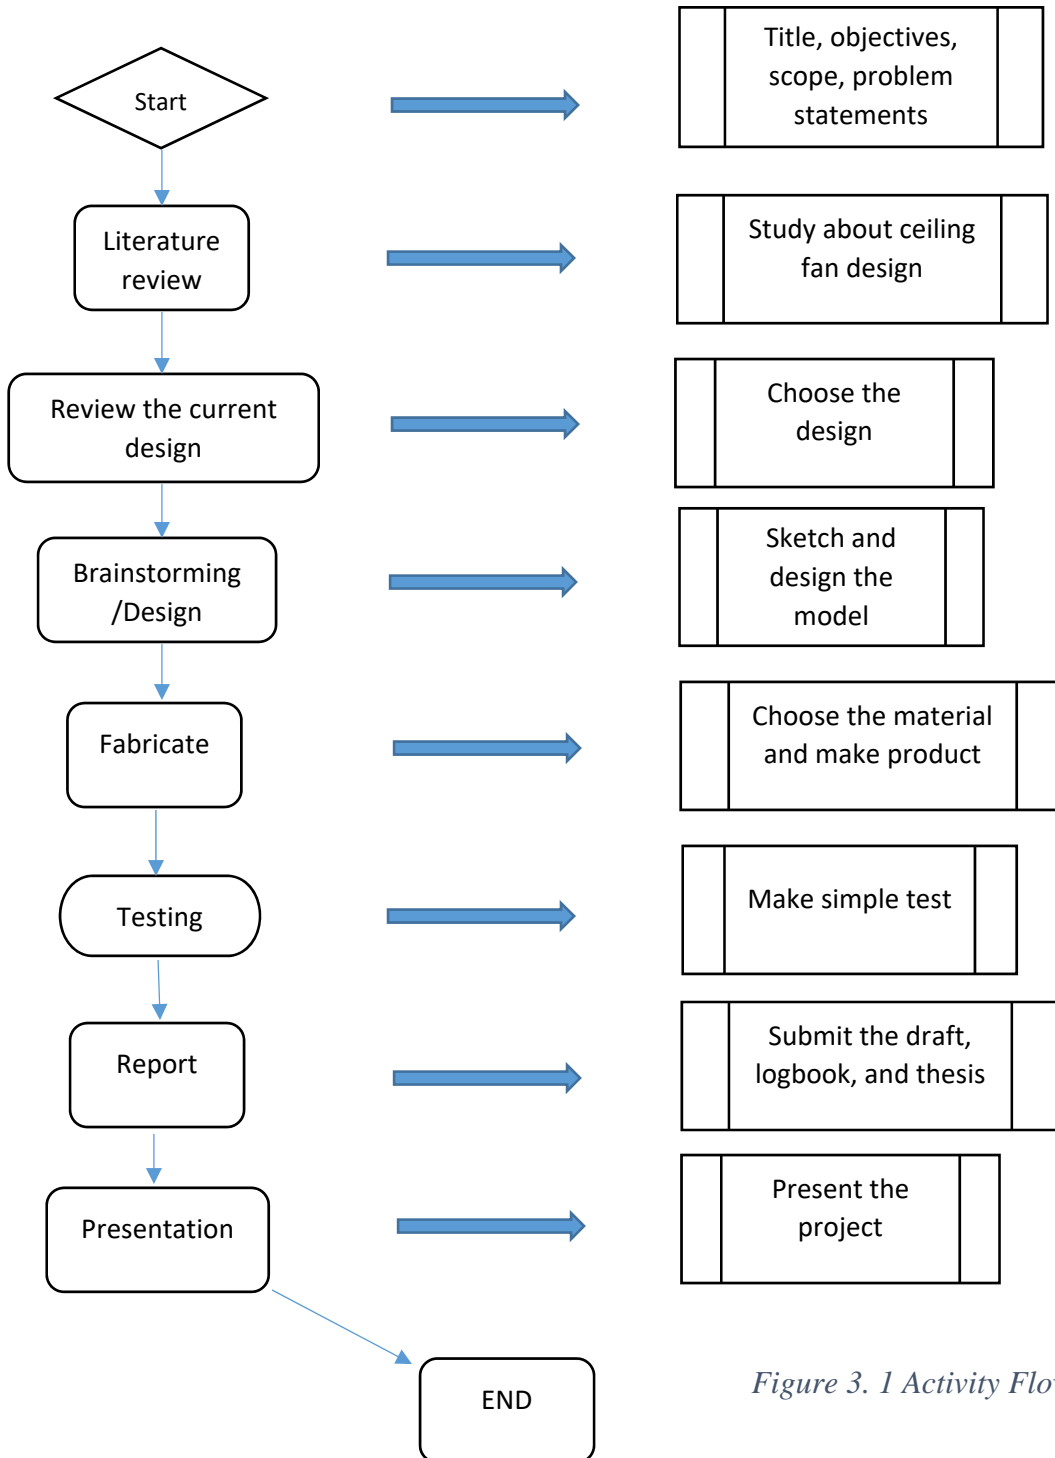 Start
Title, objectives,
scope, problem
statements
Literature
review
Study about ceiling
fan design
Review the current
design
Choose the
design
Brainstorming
/Design
Sketch and
design the
model
Fabricate
Choose the material
and make product
Testing
Make simple test
Report
Submit the draft,
logbook, and thesis
Presentation
Present the
project
END
Figure 3. 1 Activity